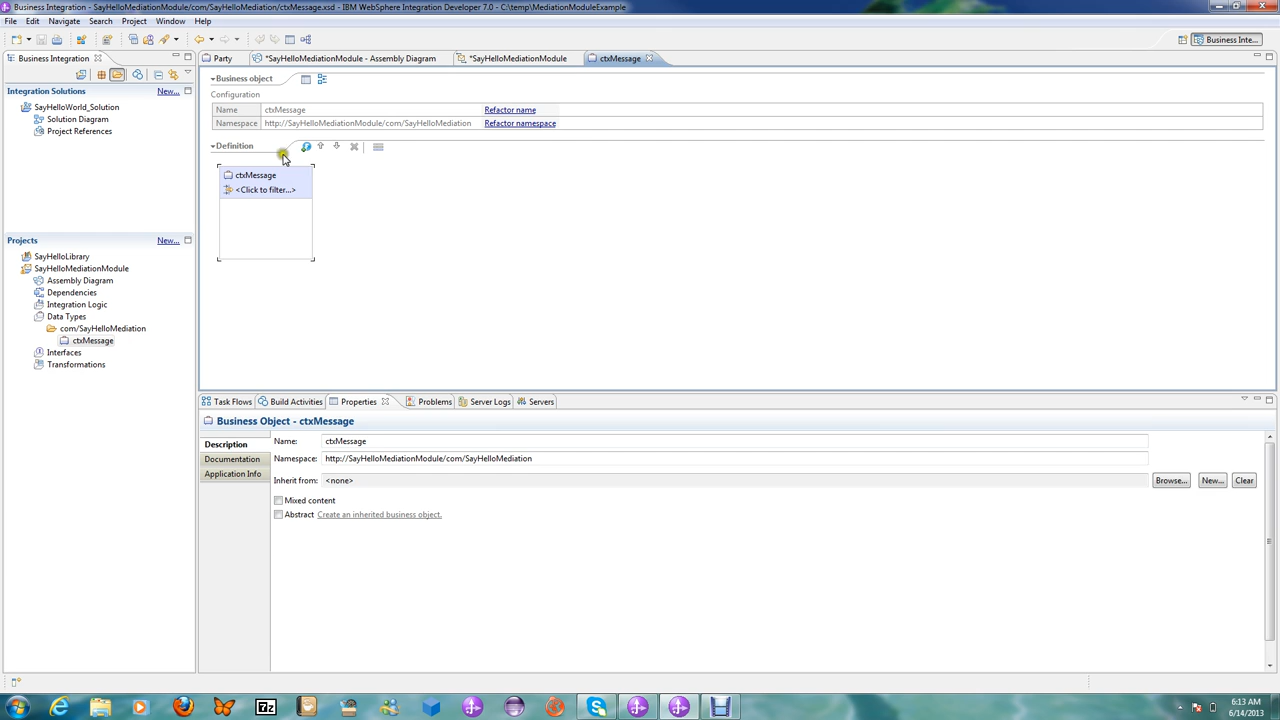 Business Integration - SayHelloMediationModule/com/SayHelloMediation/ctxMessage.xsd - IBM WebSphere Integration Developer 7.0 - C:\temp\MediationModuleExample
File Edit Navigate Search Project Window Help
Business Inte...
Business Integration
Party
*SayHelloMediationModule - Assembly Diagram
*SayHelloMediationModule
ctxMessage
Integration Solutions New...
SayHelloWorld_Solution
Solution Diagram
Project References
Projects New...
SayHelloLibrary
SayHelloMediationModule
Assembly Diagram
Dependencies
Integration Logic
Data Types
com/SayHelloMediation
ctxMessage
Interfaces
Transformations
Business object
Configuration
Name ctxMessage Refactor name
Namespace http://SayHelloMediationModule/com/SayHelloMediation Refactor namespace
Definition
ctxMessage
<Click to filter...>
Task Flows Build Activities Properties Problems Server Logs Servers
Business Object - ctxMessage
Description
Documentation
Application Info
Name: ctxMessage
Namespace: http://SayHelloMediationModule/com/SayHelloMediation
Inherit from: <none> Browse... New... Clear
Mixed content
Abstract Create an inherited business object.
7z
6:13 AM
6/14/2013